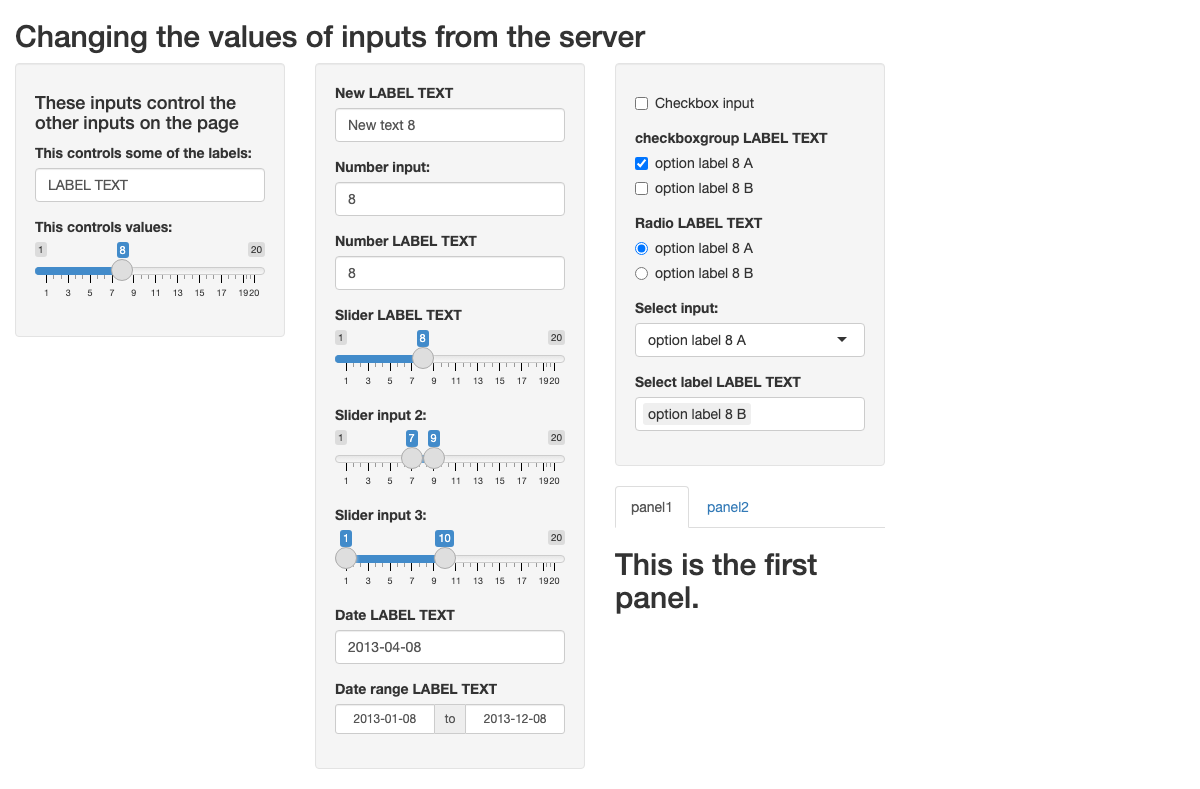 Changing the values of inputs from the server
These inputs control the
other inputs on the page
This controls some of the labels:
LABEL TEXT
This controls values:
1 8 20
1 3 5 7 9 11 13 15 17 19 20
New LABEL TEXT
New text 8
Number input:
8
Number LABEL TEXT
8
Slider LABEL TEXT
1 8 20
1 3 5 7 9 11 13 15 17 19 20
Slider input 2:
1 7 9 20
1 3 5 7 9 11 13 15 17 19 20
Slider input 3:
1 10 20
1 3 5 7 9 11 13 15 17 19 20
Date LABEL TEXT
2013-04-08
Date range LABEL TEXT
2013-01-08 to 2013-12-08
Checkbox input
checkboxgroup LABEL TEXT
option label 8 A
option label 8 B
Radio LABEL TEXT
option label 8 A
option label 8 B
Select input:
option label 8 A
Select label LABEL TEXT
option label 8 B
panel1 panel2
This is the first
panel.